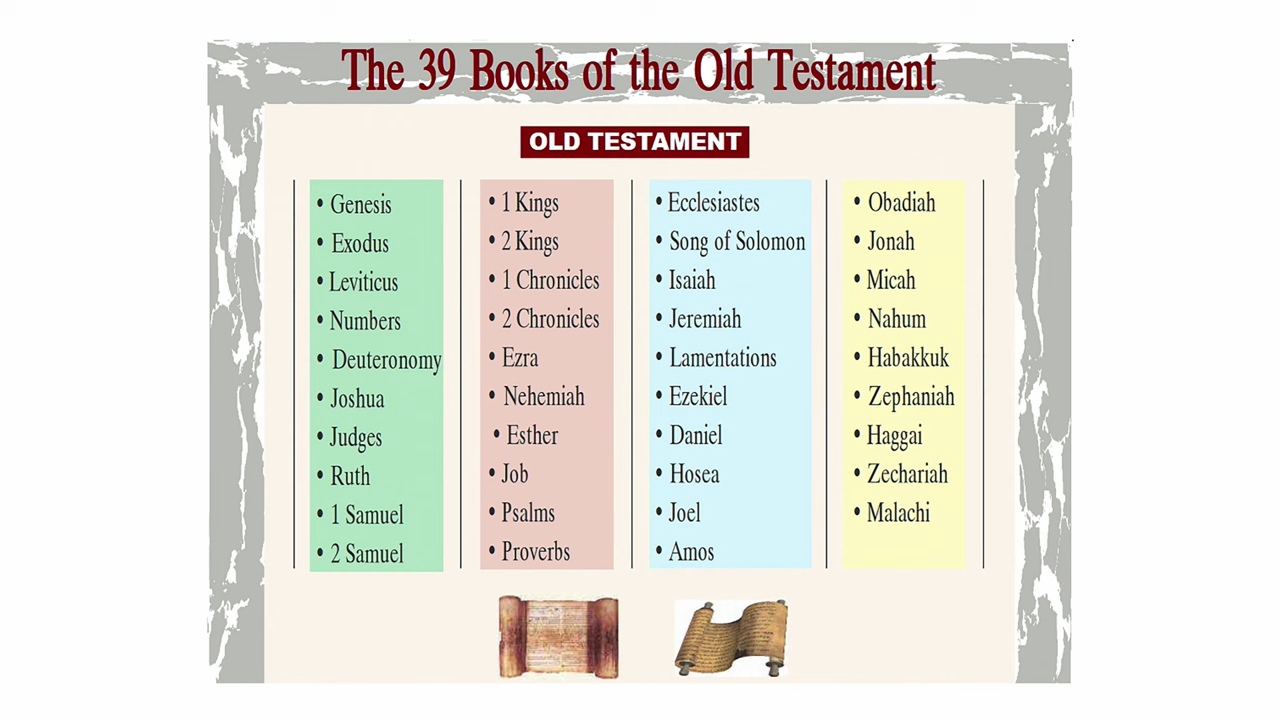 The 39 Books of the Old Testament
OLD TESTAMENT
• Genesis
• Exodus
• Leviticus
• Numbers
• Deuteronomy
• Joshua
• Judges
• Ruth
• 1 Samuel
• 2 Samuel
• 1 Kings
• 2 Kings
• 1 Chronicles
• 2 Chronicles
• Ezra
• Nehemiah
• Esther
• Job
• Psalms
• Proverbs
• Ecclesiastes
• Song of Solomon
• Isaiah
• Jeremiah
• Lamentations
• Ezekiel
• Daniel
• Hosea
• Joel
• Amos
• Obadiah
• Jonah
• Micah
• Nahum
• Habakkuk
• Zephaniah
• Haggai
• Zechariah
• Malachi